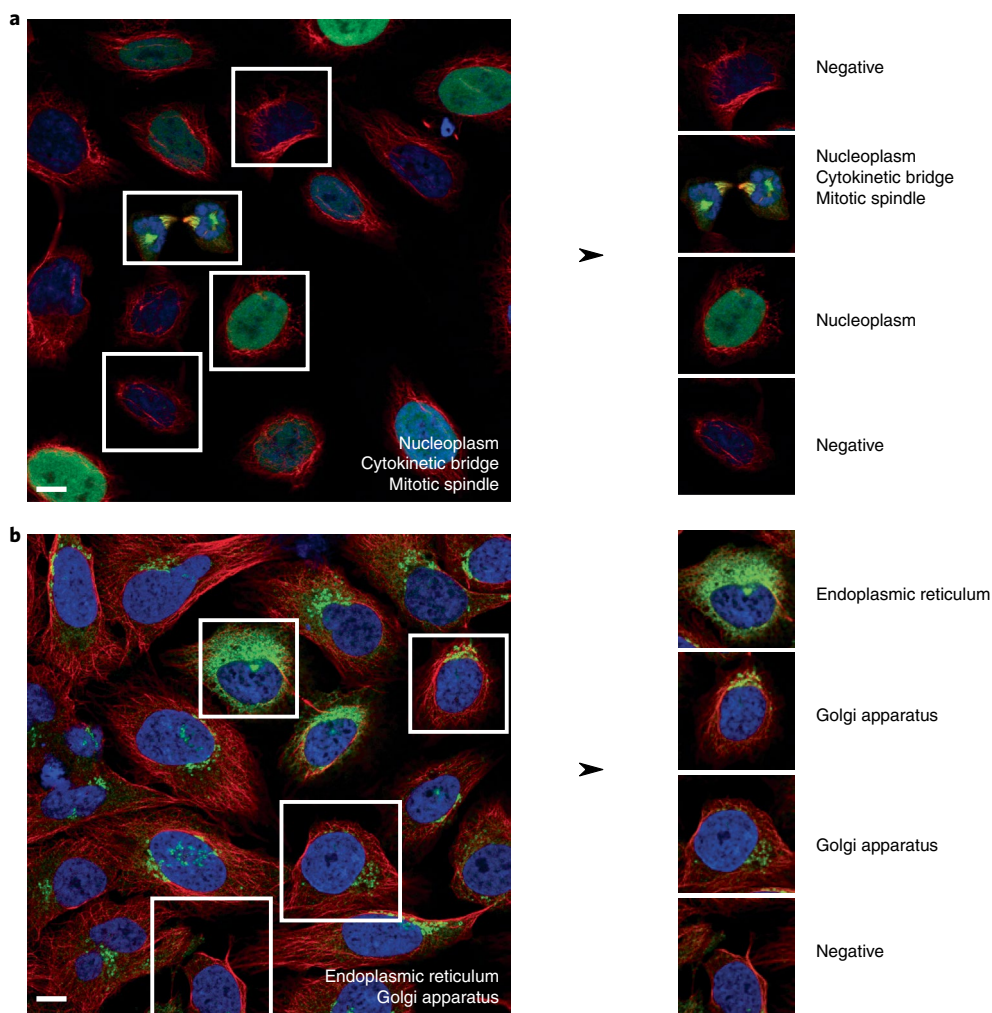 a
Negative
Nucleoplasm
Cytokinetic bridge
Mitotic spindle
Nucleoplasm
Negative
Nucleoplasm
Cytokinetic bridge
Mitotic spindle
b
Endoplasmic reticulum
Golgi apparatus
Golgi apparatus
Negative
Endoplasmic reticulum
Golgi apparatus